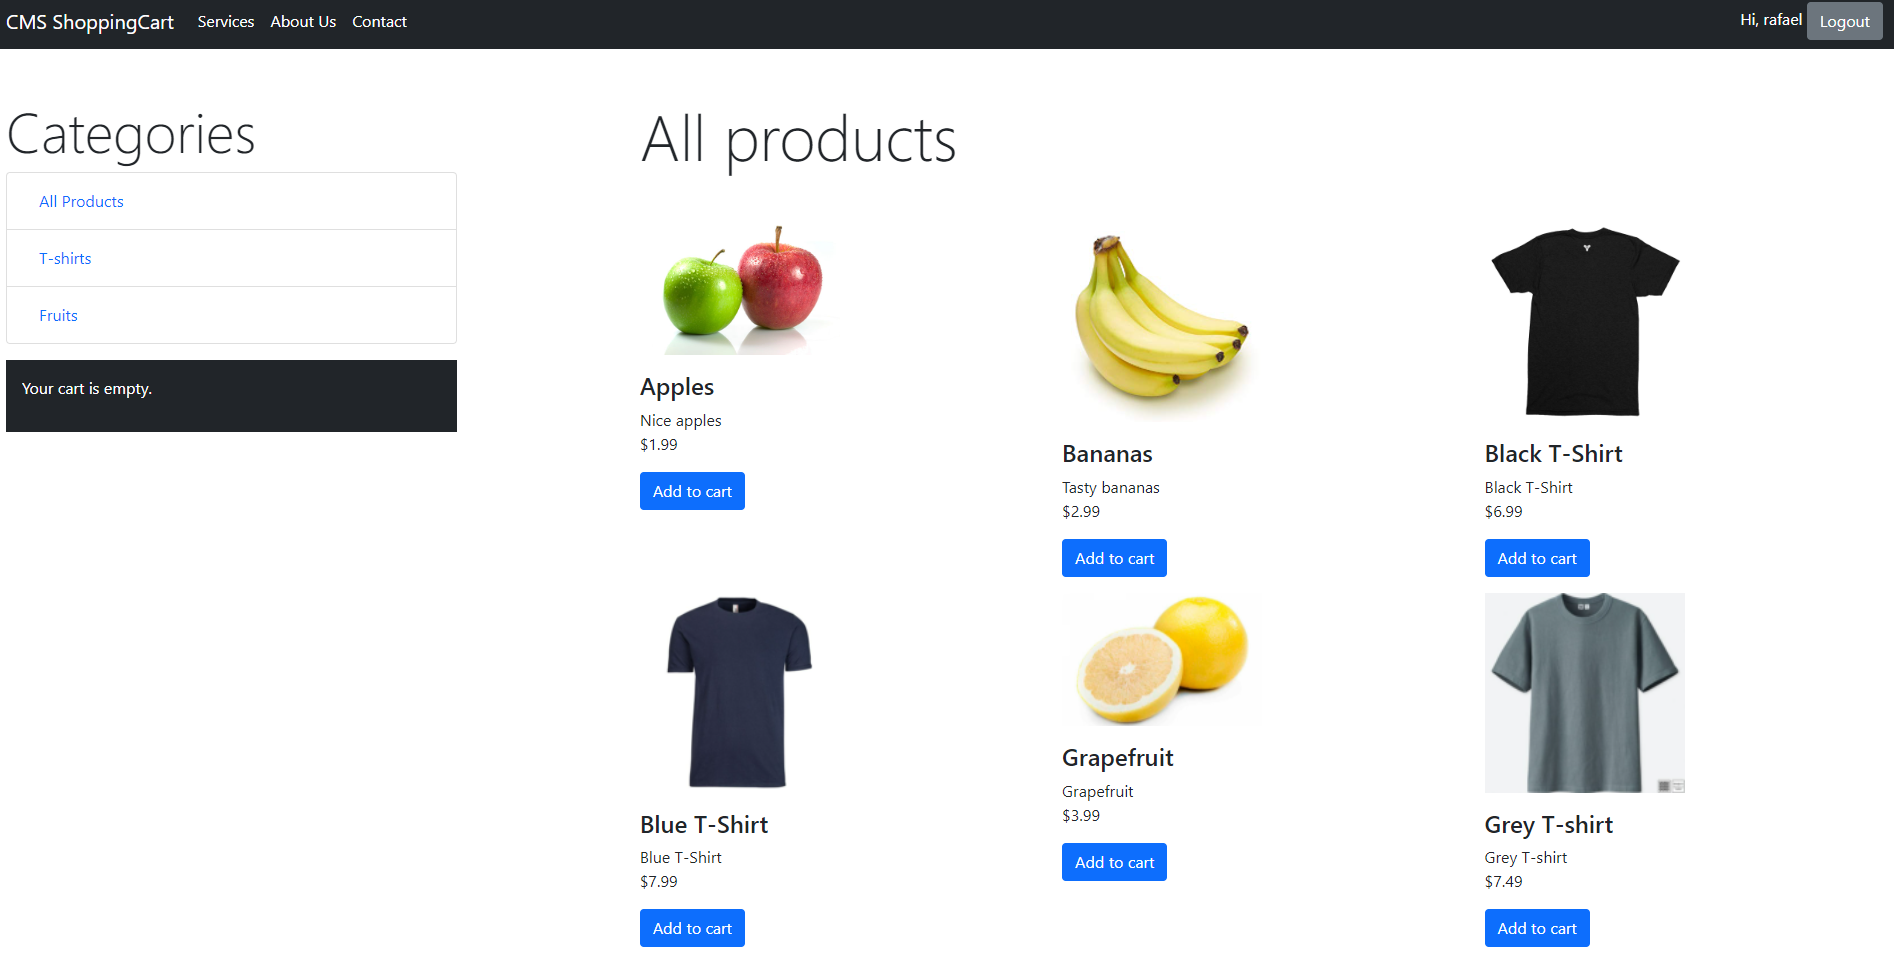 CMS ShoppingCart Services About Us Contact Hi, rafael Logout
Categories
All Products
T-shirts
Fruits
Your cart is empty.
All products
Apples
Nice apples
$1.99
Add to cart
Bananas
Tasty bananas
$2.99
Add to cart
Black T-Shirt
Black T-Shirt
$6.99
Add to cart
Blue T-Shirt
Blue T-Shirt
$7.99
Add to cart
Grapefruit
Grapefruit
$3.99
Add to cart
Grey T-shirt
Grey T-shirt
$7.49
Add to cart